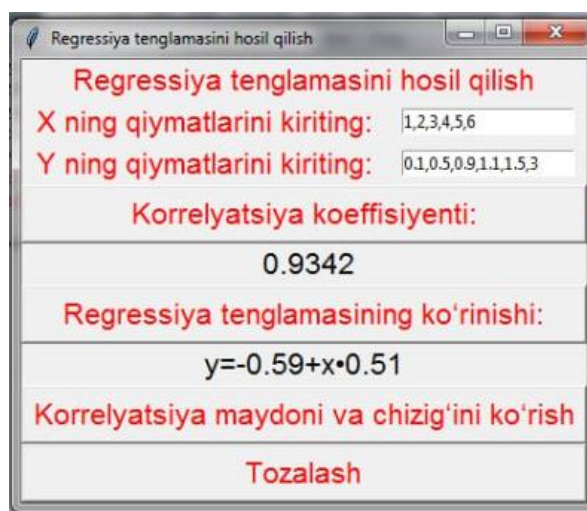 Regressiya tenglamasini hosil qilish
Regressiya tenglamasini hosil qilish
X ning qiymatlarini kiriting: 1,2,3,4,5,6
Y ning qiymatlarini kiriting: 0.1,0.5,0.9,1.1,1.5,3
Korrelyatsiya koeffisiyenti:
0.9342
Regressiya tenglamasining ko‘rinishi:
y=-0.59+x•0.51
Korrelyatsiya maydoni va chizig‘ini ko‘rish
Tozalash